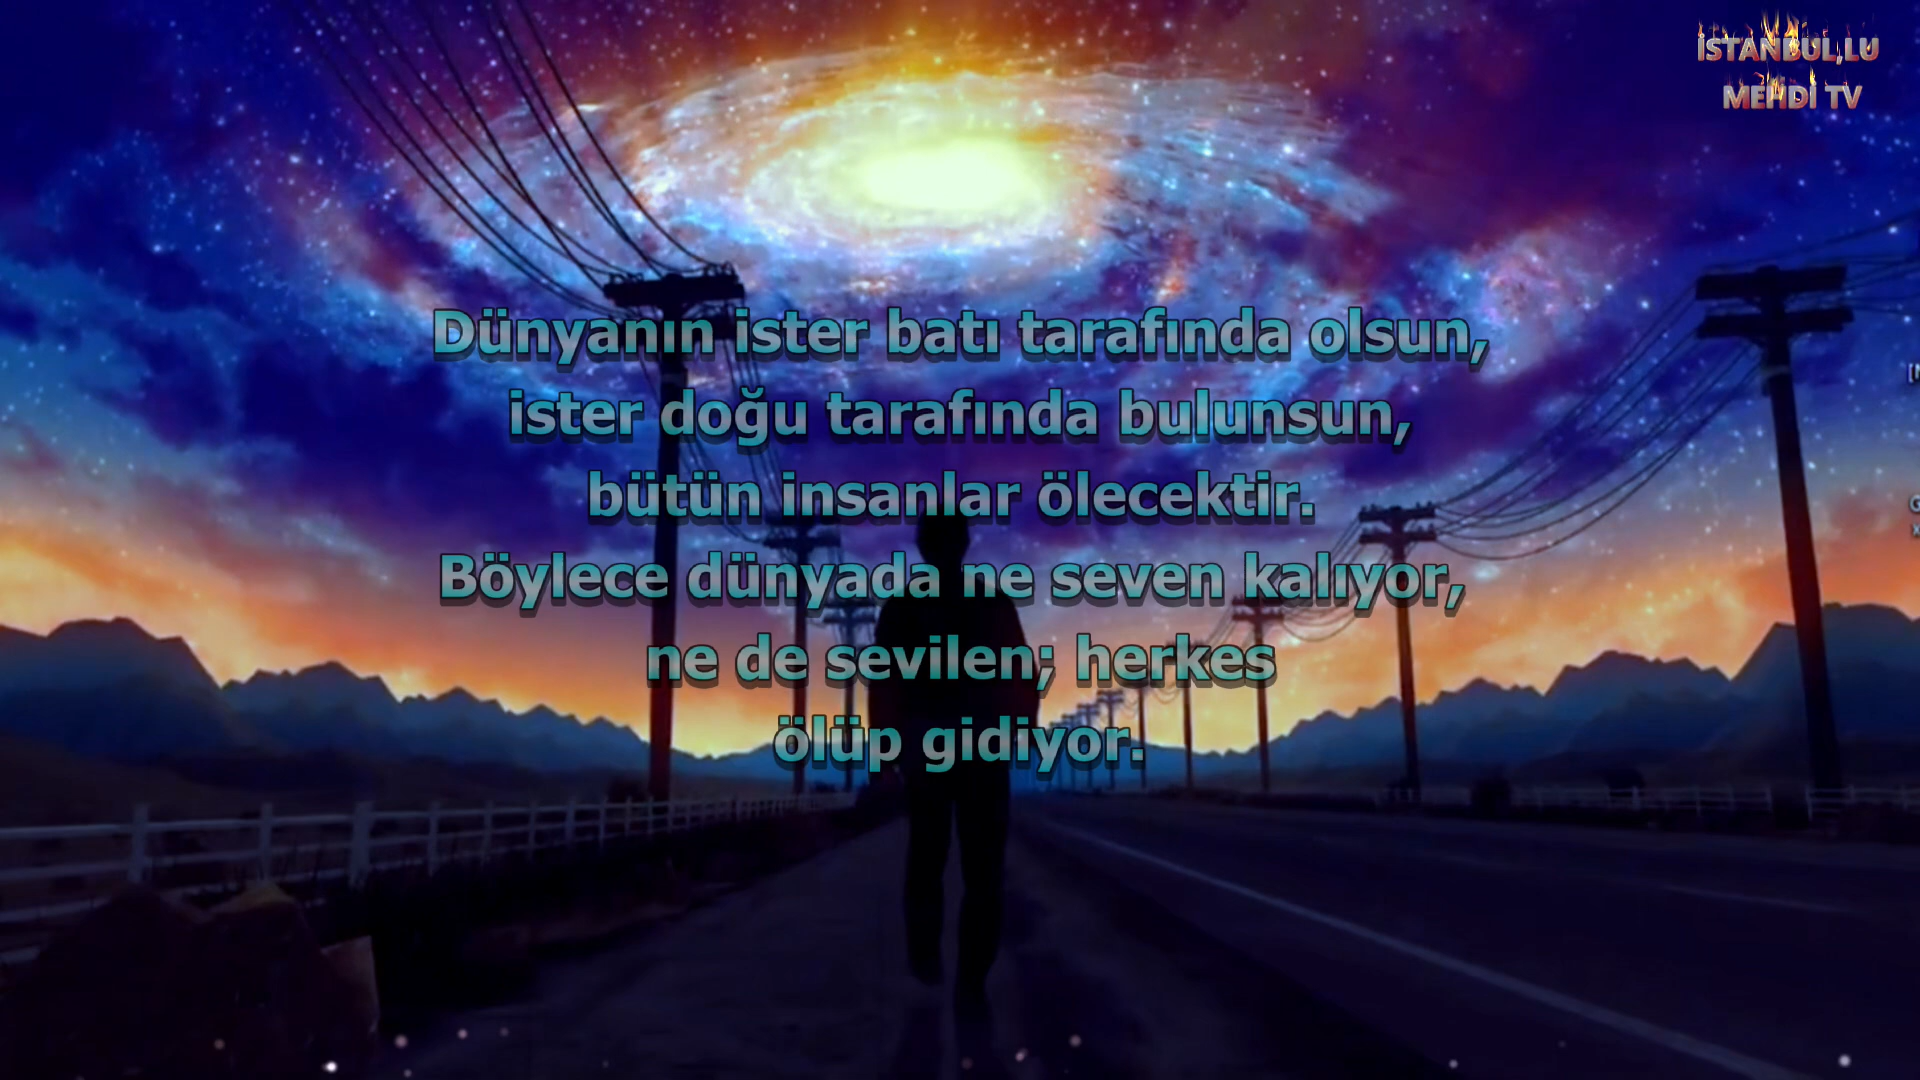 İSTANBUL,LU
MEHDİ TV
Dünyanın ister batı tarafında olsun,
ister doğu tarafında bulunsun,
bütün insanlar ölecektir.
Böylece dünyada ne seven kalıyor,
ne de sevilen; herkes
ölüp gidiyor.